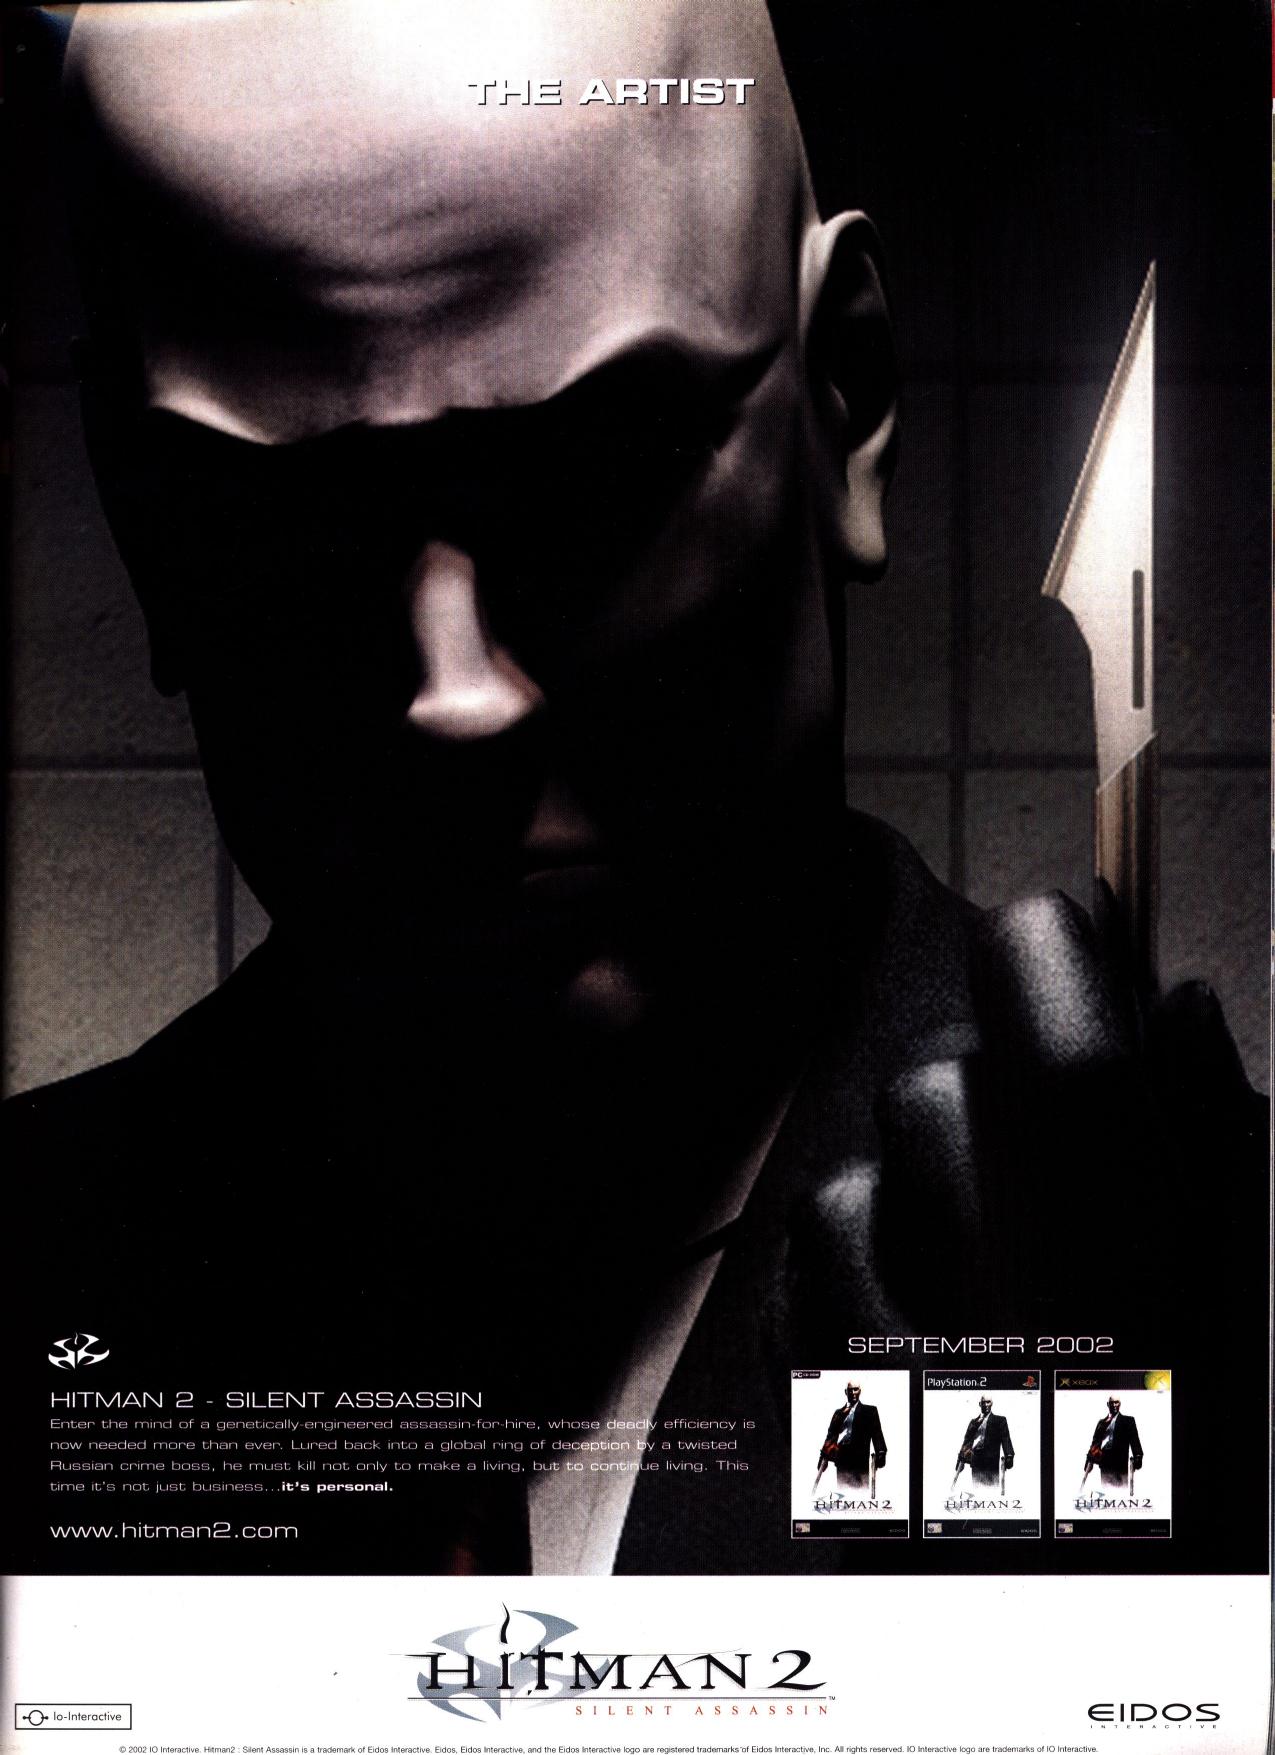 THE ARTIST
SEPTEMBER 2002
HITMAN 2 - SILENT ASSASSIN
Enter the mind of a genetically-engineered assassin-for-hire, whose deadly efficiency is
now needed more than ever. Lured back into a global ring of deception by a twisted
Russian crime boss, he must kill not only to make a living, but to continue living. This
time it's not just business...it's personal.
www.hitman2.com
PC CD-ROM
HITMAN 2
EIDOS
PlayStation 2
HITMAN 2
XBOX
HITMAN 2
HITMAN 2
SILENT ASSASSIN™
Io-Interactive
EIDOS
INTERACTIVE
© 2002 IO Interactive. Hitman2 : Silent Assassin is a trademark of Eidos Interactive. Eidos, Eidos Interactive, and the Eidos Interactive logo are registered trademarks of Eidos Interactive, Inc. All rights reserved. IO Interactive logo are trademarks of IO Interactive.